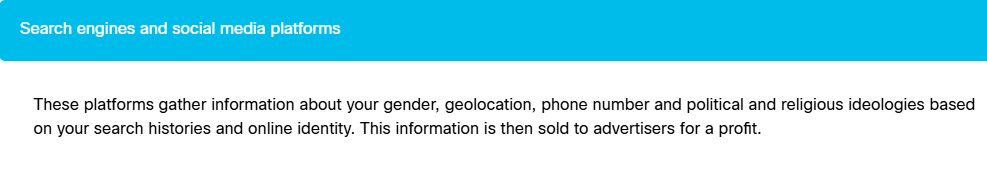 Search engines and social media platforms
These platforms gather information about your gender, geolocation, phone number and political and religious ideologies based
on your search histories and online identity. This information is then sold to advertisers for a profit.